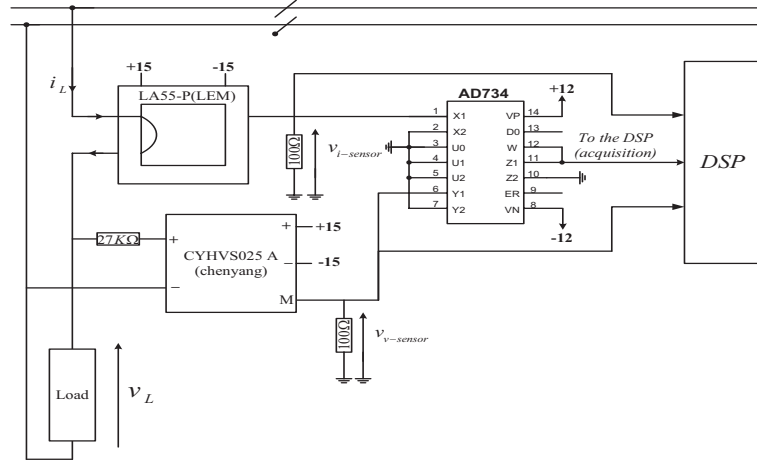 +15 -15
i_L
LA55-P(LEM)
100Ω
v_{i-sensor}
AD734
+12
1 X1 VP 14
2 X2 D0 13
3 U0 W 12
4 U1 Z1 11
5 U2 Z2 10
6 Y1 ER 9
7 Y2 VN 8
-12
To the DSP
(acquisition)
DSP
27KΩ
+ + +15
CYHVS025 A
(chenyang)
− -15
−
M
100Ω
v_{v-sensor}
Load
v_L